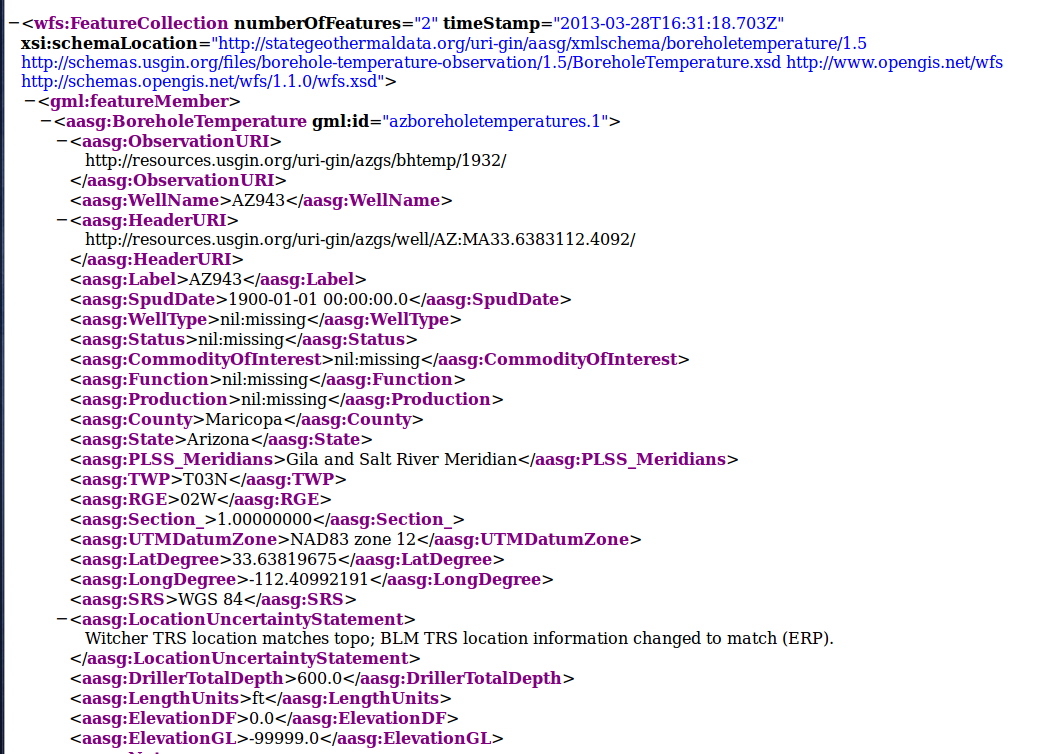 −<wfs:FeatureCollection numberOfFeatures="2" timeStamp="2013-03-28T16:31:18.703Z"
xsi:schemaLocation="http://stategeothermaldata.org/uri-gin/aasg/xmlschema/boreholetemperature/1.5
http://schemas.usgin.org/files/borehole-temperature-observation/1.5/BoreholeTemperature.xsd http://www.opengis.net/wfs
http://schemas.opengis.net/wfs/1.1.0/wfs.xsd">
−<gml:featureMember>
−<aasg:BoreholeTemperature gml:id="azboreholetemperatures.1">
−<aasg:ObservationURI>
http://resources.usgin.org/uri-gin/azgs/bhtemp/1932/
</aasg:ObservationURI>
<aasg:WellName>AZ943</aasg:WellName>
−<aasg:HeaderURI>
http://resources.usgin.org/uri-gin/azgs/well/AZ:MA33.6383112.4092/
</aasg:HeaderURI>
<aasg:Label>AZ943</aasg:Label>
<aasg:SpudDate>1900-01-01 00:00:00.0</aasg:SpudDate>
<aasg:WellType>nil:missing</aasg:WellType>
<aasg:Status>nil:missing</aasg:Status>
<aasg:CommodityOfInterest>nil:missing</aasg:CommodityOfInterest>
<aasg:Function>nil:missing</aasg:Function>
<aasg:Production>nil:missing</aasg:Production>
<aasg:County>Maricopa</aasg:County>
<aasg:State>Arizona</aasg:State>
<aasg:PLSS_Meridians>Gila and Salt River Meridian</aasg:PLSS_Meridians>
<aasg:TWP>T03N</aasg:TWP>
<aasg:RGE>02W</aasg:RGE>
<aasg:Section_>1.00000000</aasg:Section_>
<aasg:UTMDatumZone>NAD83 zone 12</aasg:UTMDatumZone>
<aasg:LatDegree>33.63819675</aasg:LatDegree>
<aasg:LongDegree>-112.40992191</aasg:LongDegree>
<aasg:SRS>WGS 84</aasg:SRS>
−<aasg:LocationUncertaintyStatement>
Witcher TRS location matches topo; BLM TRS location information changed to match (ERP).
</aasg:LocationUncertaintyStatement>
<aasg:DrillerTotalDepth>600.0</aasg:DrillerTotalDepth>
<aasg:LengthUnits>ft</aasg:LengthUnits>
<aasg:ElevationDF>0.0</aasg:ElevationDF>
<aasg:ElevationGL>-99999.0</aasg:ElevationGL>